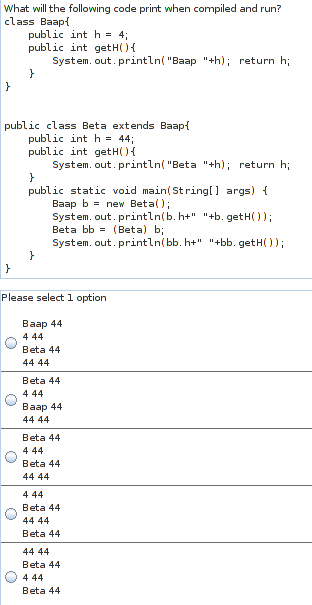 What will the following code print when compiled and run?
class Baap{
public int h = 4;
public int getH(){
System.out.println("Baap "+h); return h;
}
}
public class Beta extends Baap{
public int h = 44;
public int getH(){
System.out.println("Beta "+h); return h;
}
public static void main(String[] args) {
Baap b = new Beta();
System.out.println(b.h+" "+b.getH());
Beta bb = (Beta) b;
System.out.println(bb.h+" "+bb.getH());
}
}
Please select 1 option
Baap 44
4 44
Beta 44
44 44
Beta 44
4 44
Baap 44
44 44
Beta 44
4 44
Beta 44
44 44
4 44
Beta 44
44 44
Beta 44
44 44
Beta 44
4 44
Beta 44